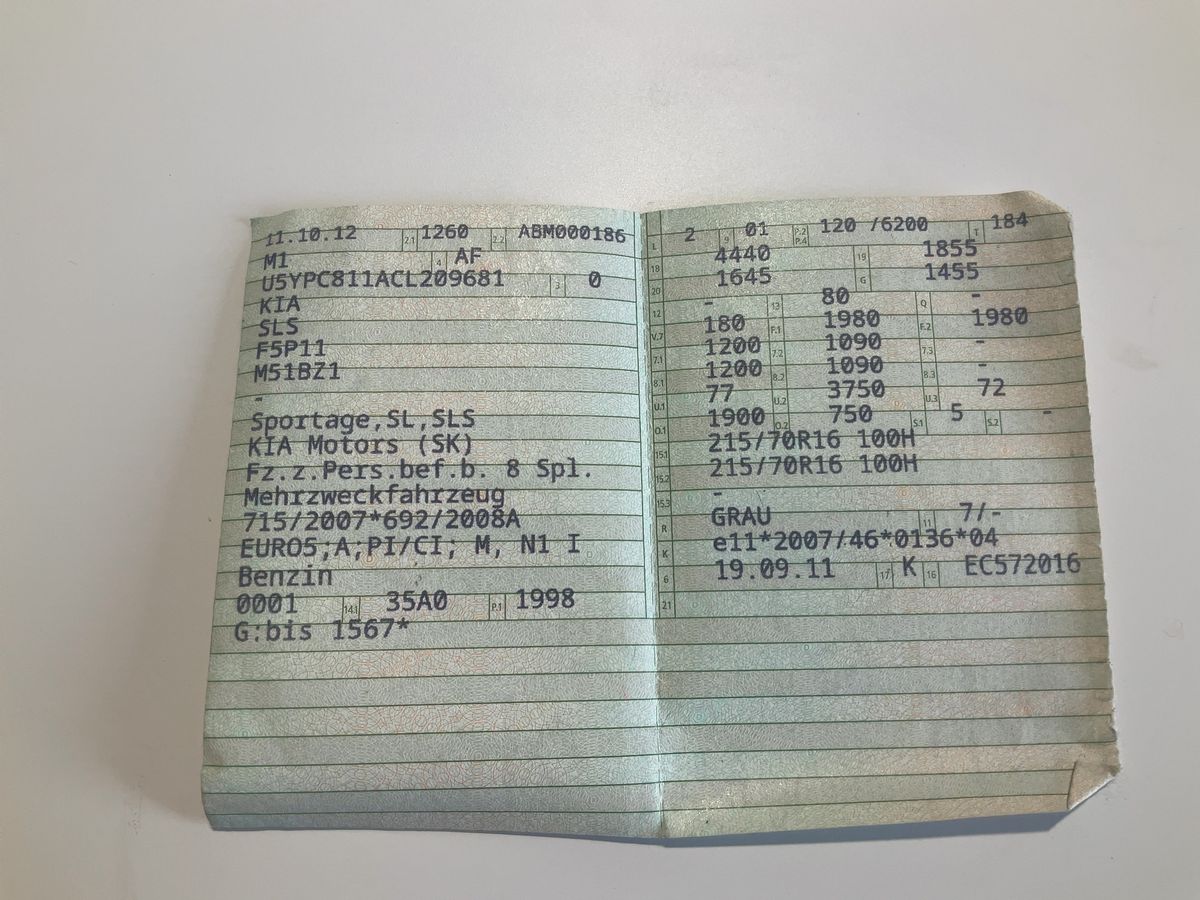 11.10.12 2.1 1260 2.2 ABM000186
M1 4 AF
U5YPC811ACL209681 3 0
KIA
SLS
F5P11
M51BZ1
-
Sportage,SL,SLS
KIA Motors (SK)
Fz.z.Pers.bef.b. 8 Spl.
Mehrzweckfahrzeug
715/2007*692/2008A
EURO5;A;PI/CI; M, N1 I
Benzin
0001 14.1 35A0 P.1 1998
G:bis 1567*
L 2 9 01 P.2 P.4 120 /6200 T 184
18 4440 19 1855
20 1645 G 1455
12 - 13 80 Q -
V.7 180 F.1 1980 F.2 1980
7.1 1200 7.2 1090 7.3 -
8.1 1200 8.2 1090 8.3 -
U.1 77 U.2 3750 U.3 72
O.1 1900 O.2 750 S.1 5 S.2 -
15.1 215/70R16 100H
15.2 215/70R16 100H
15.3 -
R GRAU 11 7/-
K e11*2007/46*0136*04
6 19.09.11 17 K 16 EC572016
21